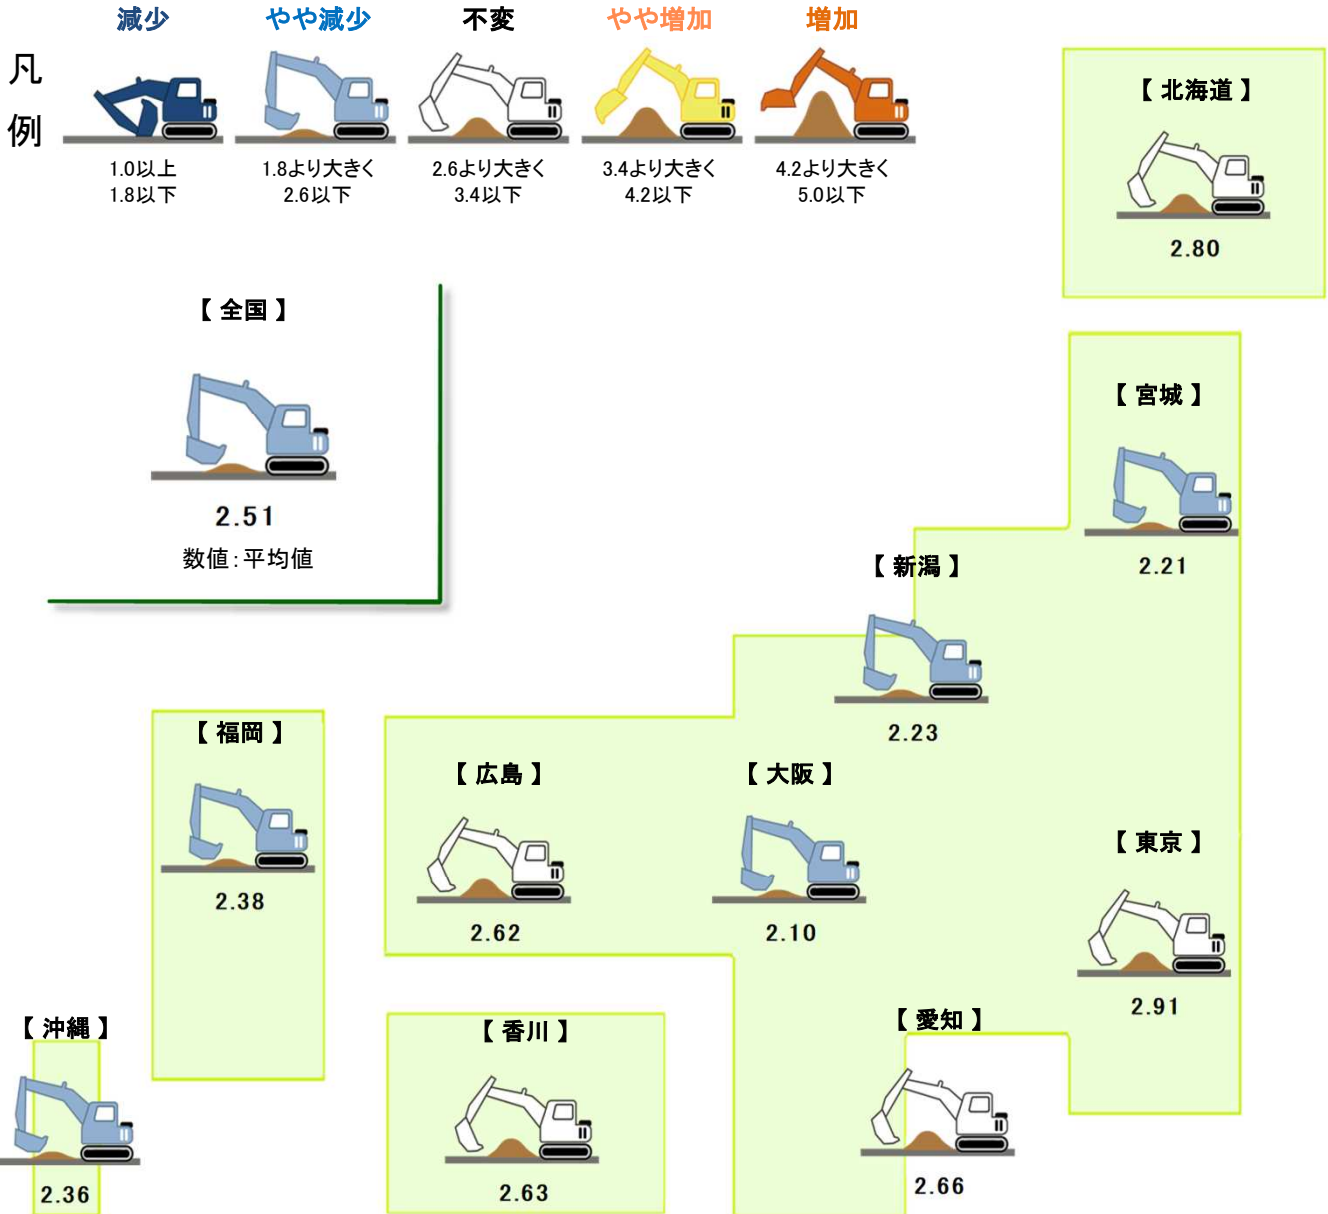 凡
例
減少
やや減少
不変
やや増加
増加
1.0以上
1.8以下
1.8より大きく
2.6以下
2.6より大きく
3.4以下
3.4より大きく
4.2以下
4.2より大きく
5.0以下
【 北海道 】
2.80
【 全国 】
2.51
数値:平均値
【 宮城 】
2.21
【 新潟 】
2.23
【 福岡 】
2.38
【 広島 】
2.62
【 大阪 】
2.10
【 東京 】
2.91
【 沖縄 】
2.36
【 香川 】
2.63
【 愛知 】
2.66